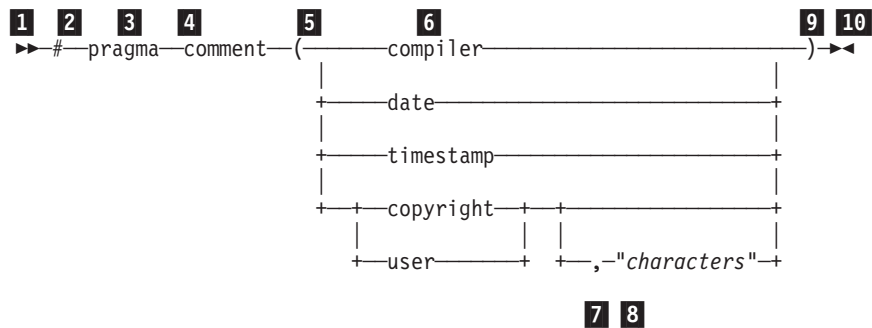 1 2 3 4 5 6 9 10
►►─#──pragma──comment──(──────compiler──────────────────────)─►◄
date
timestamp
copyright
user , "characters"
7 8